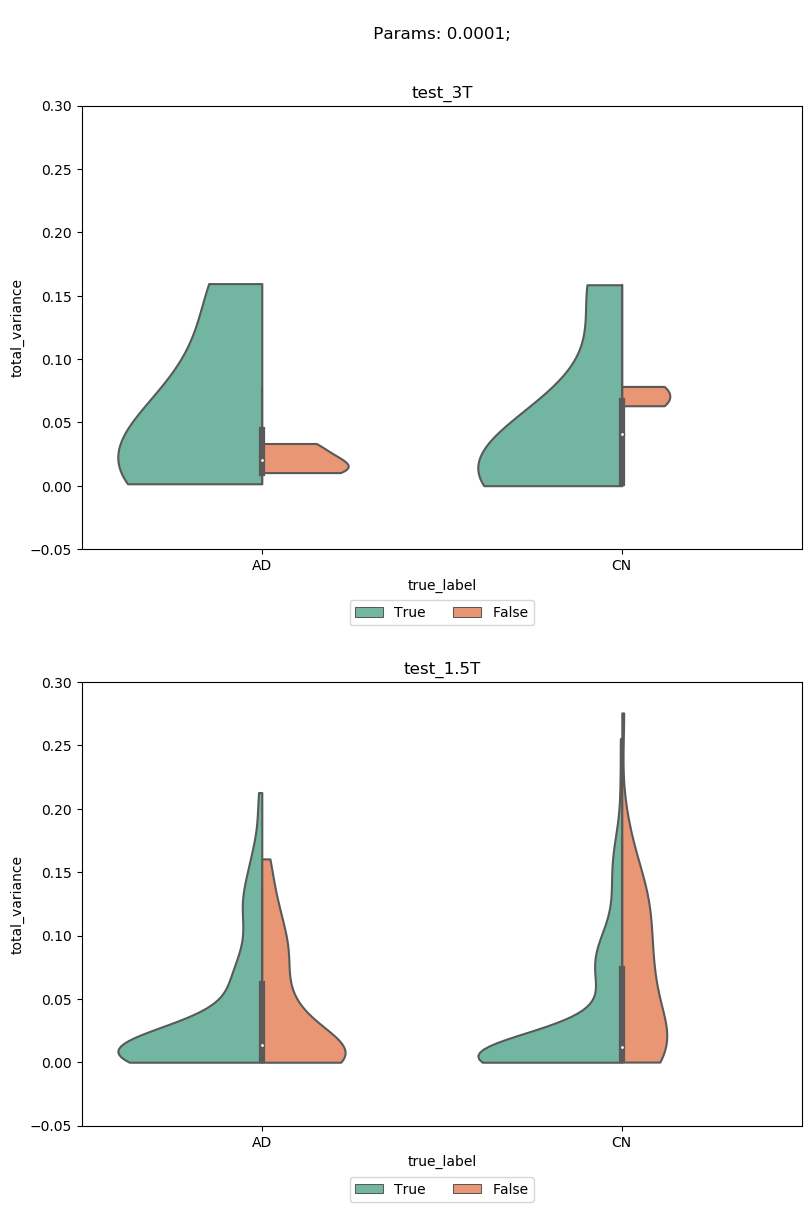 Params: 0.0001;
test_3T
0.30
0.25
0.20
0.15
0.10
0.05
0.00
−0.05
total_variance
AD CN
true_label
True False
test_1.5T
0.30
0.25
0.20
0.15
0.10
0.05
0.00
−0.05
total_variance
AD CN
true_label
True False